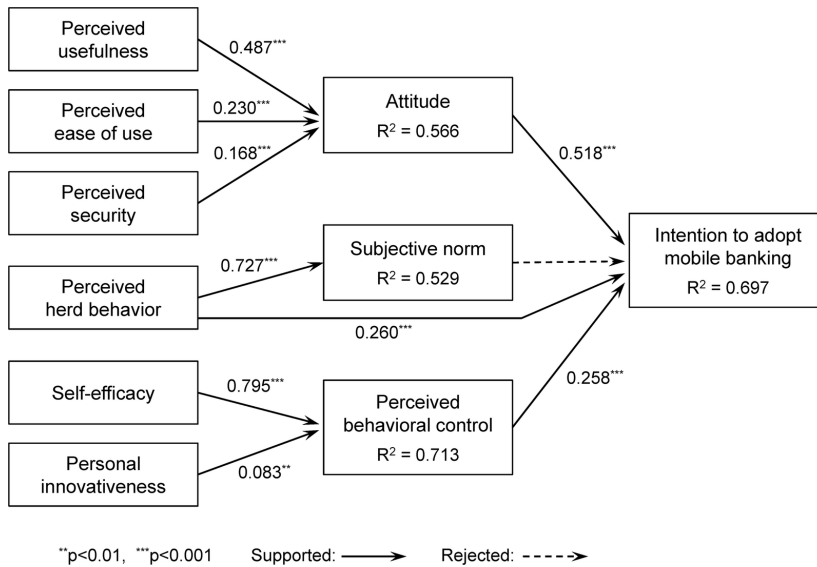 Perceived
usefulness
0.487***
Perceived
ease of use
0.230***
Attitude
R² = 0.566
0.168***
0.518***
Perceived
security
Intention to adopt
mobile banking
R² = 0.697
Subjective norm
R² = 0.529
0.727***
Perceived
herd behavior
0.260***
Self-efficacy
0.795***
Perceived
behavioral control
R² = 0.713
0.258***
Personal
innovativeness
0.083**
**p<0.01, ***p<0.001 Supported: Rejected: